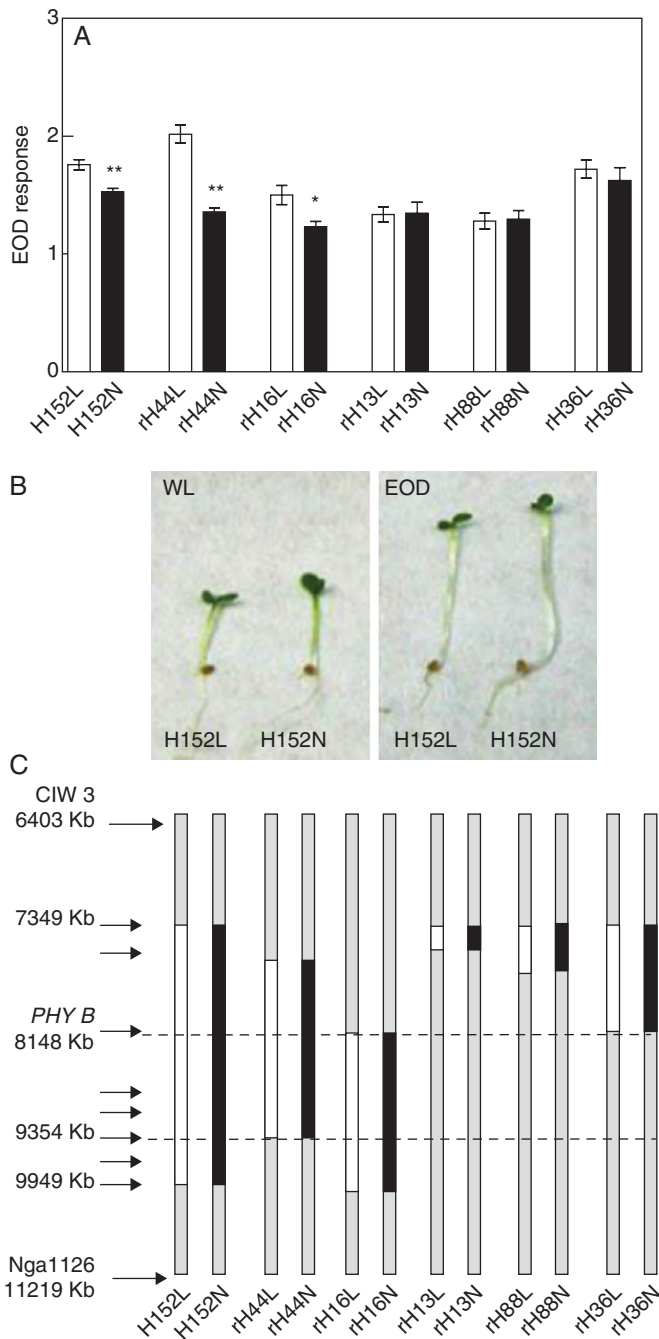 A
3
2
1
0
EOD response
**
**
*
H152L
H152N
rH44L
rH44N
rH16L
rH16N
rH13L
rH13N
rH88L
rH88N
rH36L
rH36N
B
WL
EOD
H152L
H152N
H152L
H152N
C
CIW 3
6403 Kb
7349 Kb
PHY B
8148 Kb
9354 Kb
9949 Kb
Nga1126
11219 Kb
H152L
H152N
rH44L
rH44N
rH16L
rH16N
rH13L
rH13N
rH88L
rH88N
rH36L
rH36N